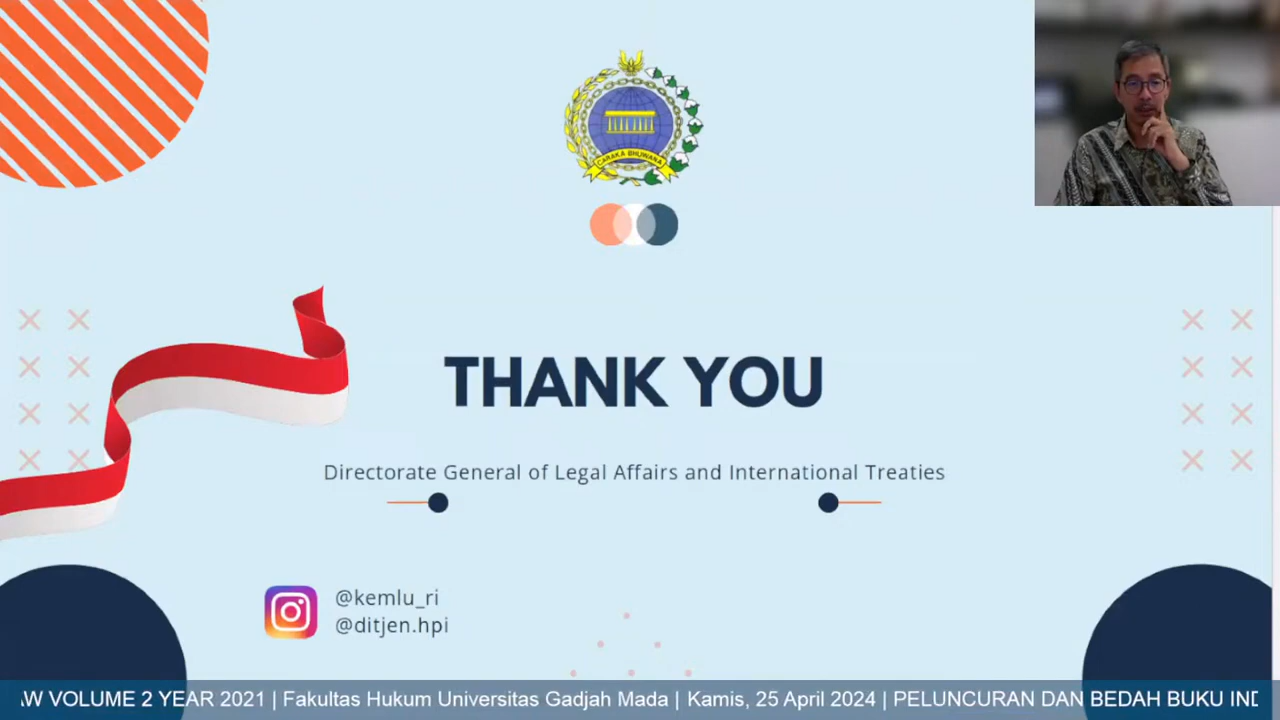 CARAKA BHUWANA
THANK YOU
Directorate General of Legal Affairs and International Treaties
@kemlu_ri
@ditjen.hpi
VOLUME 2 YEAR 2021 | Fakultas Hukum Universitas Gadjah Mada | Kamis, 25 April 2024 | PELUNCURAN DAN BEDAH BUKU